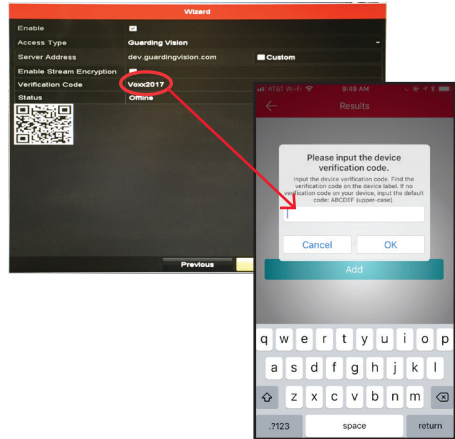 Wizard
Enable
Access Type Guarding Vision
Server Address dev.guardingvision.com Custom
Enable Stream Encryption
Verification Code Voxx2017
Status Offline
Previous
AT&T Wi-Fi 9:48 AM
Results
Please input the device
verification code.
Input the device verification code. Find the
verification code on the device label. If no
verification code on your device, input the default
code: ABCDEF (upper-case).
Cancel OK
Add
q w e r t y u i o p
a s d f g h j k l
z x c v b n m
.?123 space return